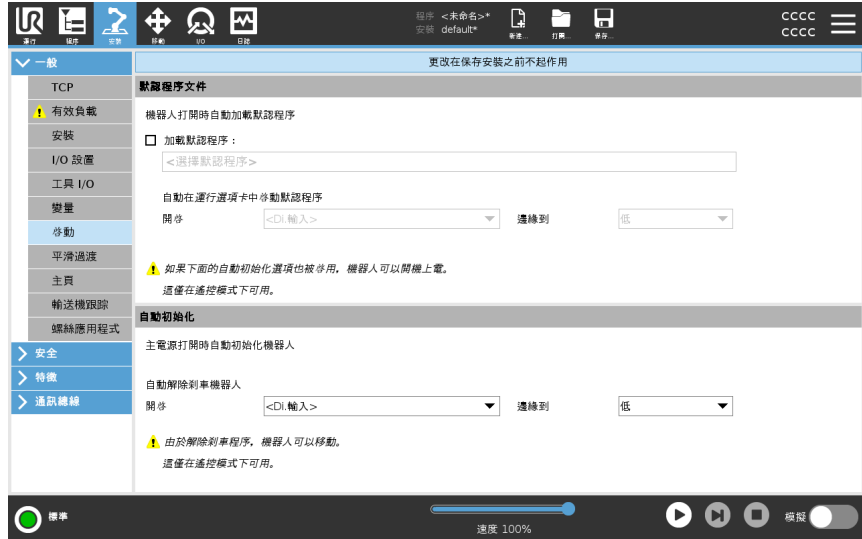 UR
運行
程序
安裝
移動
I/O
日誌
程序 <未命名>*
安裝 default*
新建...
打開...
保存...
CCCC
CCCC
一般
TCP
有效負載
安裝
I/O 設置
工具 I/O
變量
啓動
平滑過渡
主頁
輸送機跟踪
螺絲應用程式
安全
特徵
通訊總線
更改在保存安裝之前不起作用
默認程序文件
機器人打開時自動加載默認程序
加載默認程序：
<選擇默認程序>
自動在運行選項卡中啓動默認程序
開啓 <Di.輸入> 邊緣到 低
如果下面的自動初始化選項也被啓用，機器人可以開機上電。
這僅在遙控模式下可用。
自動初始化
主電源打開時自動初始化機器人
自動解除剎車機器人
開啓 <Di.輸入> 邊緣到 低
由於解除剎車程序，機器人可以移動。
這僅在遙控模式下可用。
標準
速度 100%
模擬